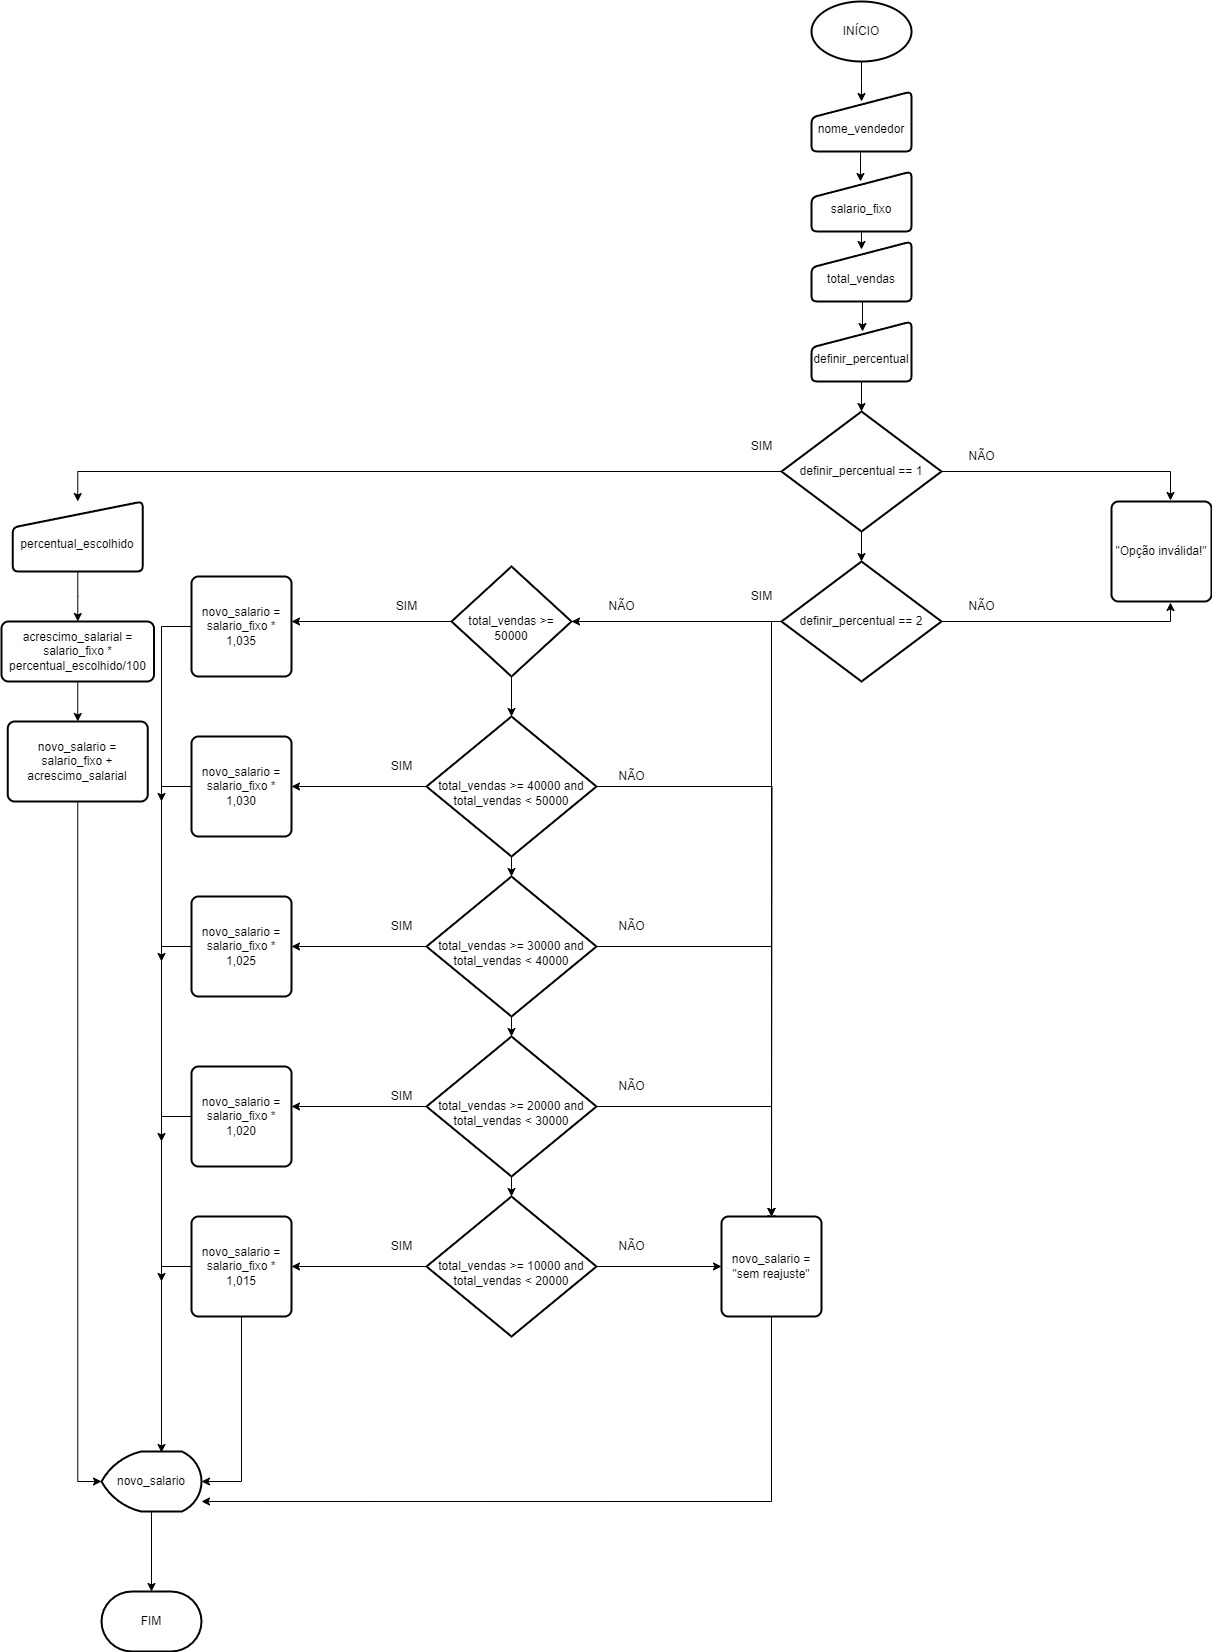 INÍCIO
nome_vendedor
salario_fixo
total_vendas
definir_percentual
SIM
definir_percentual == 1
NÃO
percentual_escolhido
"Opção inválida!"
SIM
NÃO
SIM
definir_percentual == 2
NÃO
novo_salario =
salario_fixo *
1,035
total_vendas >=
50000
acrescimo_salarial =
salario_fixo *
percentual_escolhido/100
novo_salario =
salario_fixo +
acrescimo_salarial
novo_salario =
salario_fixo *
1,030
SIM
total_vendas >= 40000 and
total_vendas < 50000
NÃO
novo_salario =
salario_fixo *
1,025
SIM
total_vendas >= 30000 and
total_vendas < 40000
NÃO
novo_salario =
salario_fixo *
1,020
SIM
total_vendas >= 20000 and
total_vendas < 30000
NÃO
novo_salario =
salario_fixo *
1,015
SIM
total_vendas >= 10000 and
total_vendas < 20000
NÃO
novo_salario =
"sem reajuste"
novo_salario
FIM